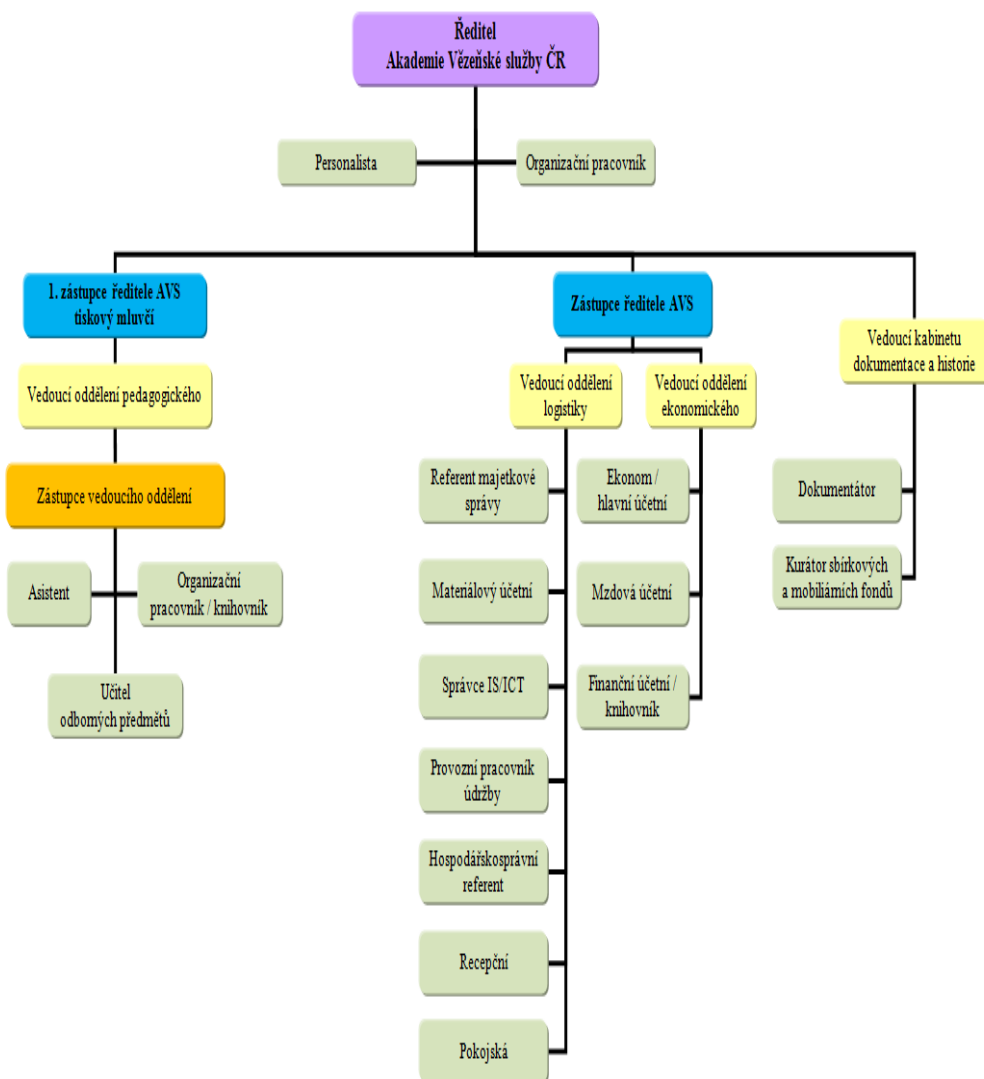 Ředitel
Akademie Vězeňské služby ČR
Personalista
Organizační pracovník
1. zástupce ředitele AVS
tiskový mluvčí
Vedoucí oddělení pedagogického
Zástupce vedoucího oddělení
Asistent
Organizační
pracovník / knihovník
Učitel
odborných předmětů
Zástupce ředitele AVS
Vedoucí oddělení
logistiky
Referent majetkové
správy
Materiálový účetní
Správce IS/ICT
Provozní pracovník
údržby
Hospodářskosprávní
referent
Recepční
Pokojská
Vedoucí oddělení
ekonomického
Ekonom /
hlavní účetní
Mzdová účetní
Finanční účetní /
knihovník
Vedoucí kabinetu
dokumentace a historie
Dokumentátor
Kurátor sbírkových
a mobiliárních fondů